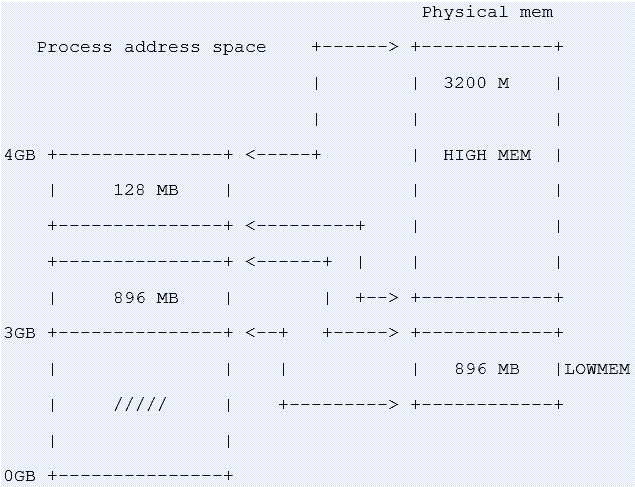 Physical mem
   Process address space    +------> +------------+
                            |        |  3200 M    |
                            |        |            |
4GB +---------------+ <-----+        |  HIGH MEM  |
    |     128 MB    |                |            |
    +---------------+ <---------+    |            |
    +---------------+ <------+  |    |            |
    |     896 MB    |        |  +--> +------------+
3GB +---------------+ <--+   +-----> +------------+
    |               |    |           |   896 MB   |LOWMEM
    |     /////     |    +---------> +------------+
    |               |
0GB +---------------+